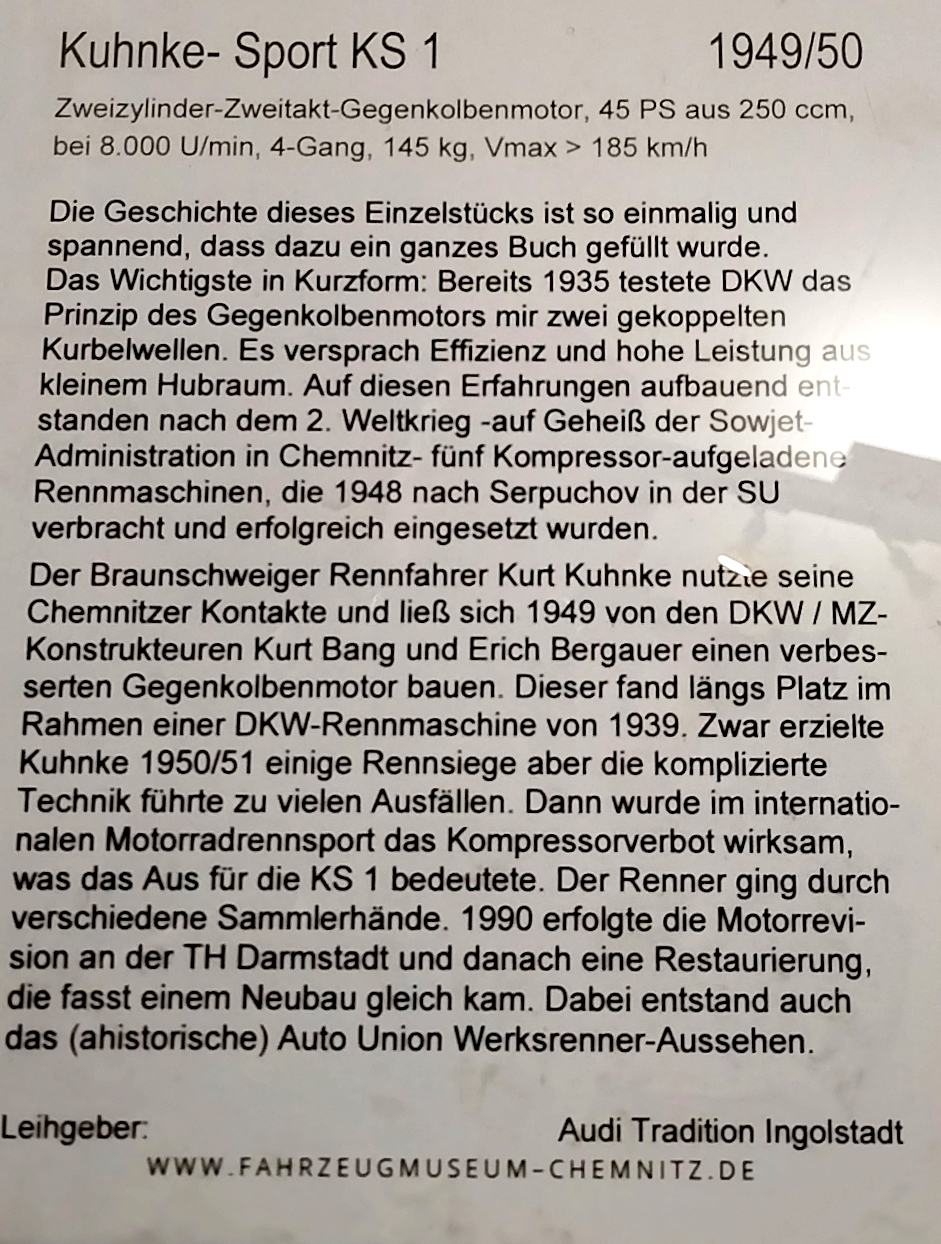 Kuhnke- Sport KS 1 1949/50
Zweizylinder-Zweitakt-Gegenkolbenmotor, 45 PS aus 250 ccm,
bei 8.000 U/min, 4-Gang, 145 kg, Vmax > 185 km/h
Die Geschichte dieses Einzelstücks ist so einmalig und
spannend, dass dazu ein ganzes Buch gefüllt wurde.
Das Wichtigste in Kurzform: Bereits 1935 testete DKW das
Prinzip des Gegenkolbenmotors mir zwei gekoppelten
Kurbelwellen. Es versprach Effizienz und hohe Leistung aus
kleinem Hubraum. Auf diesen Erfahrungen aufbauend ent-
standen nach dem 2. Weltkrieg -auf Geheiß der Sowjet-
Administration in Chemnitz- fünf Kompressor-aufgeladene
Rennmaschinen, die 1948 nach Serpuchov in der SU
verbracht und erfolgreich eingesetzt wurden.
Der Braunschweiger Rennfahrer Kurt Kuhnke nutzte seine
Chemnitzer Kontakte und ließ sich 1949 von den DKW / MZ-
Konstrukteuren Kurt Bang und Erich Bergauer einen verbes-
serten Gegenkolbenmotor bauen. Dieser fand längs Platz im
Rahmen einer DKW-Rennmaschine von 1939. Zwar erzielte
Kuhnke 1950/51 einige Rennsiege aber die komplizierte
Technik führte zu vielen Ausfällen. Dann wurde im internatio-
nalen Motorradrennsport das Kompressorverbot wirksam,
was das Aus für die KS 1 bedeutete. Der Renner ging durch
verschiedene Sammlerhände. 1990 erfolgte die Motorrevi-
sion an der TH Darmstadt und danach eine Restaurierung,
die fasst einem Neubau gleich kam. Dabei entstand auch
das (ahistorische) Auto Union Werksrenner-Aussehen.
Leihgeber: Audi Tradition Ingolstadt
WWW.FAHRZEUGMUSEUM-CHEMNITZ.DE